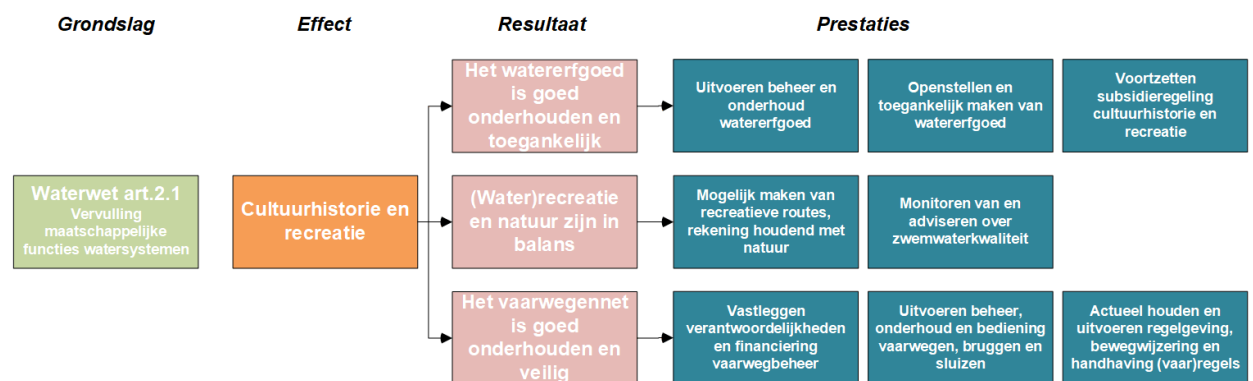 Grondslag
Effect
Resultaat
Prestaties
Waterwet art.2.1
Vervulling
maatschappelijke
functies watersystemen
Cultuurhistorie en
recreatie
Het watererfgoed
is goed
onderhouden en
toegankelijk
Uitvoeren beheer en
onderhoud
watererfgoed
Openstellen en
toegankelijk maken van
watererfgoed
Voortzetten
subsidieregeling
cultuurhistorie en
recreatie
(Water)recreatie
en natuur zijn in
balans
Mogelijk maken van
recreatieve routes,
rekening houdend met
natuur
Monitoren van en
adviseren over
zwemwaterkwaliteit
Het vaarwegennet
is goed
onderhouden en
veilig
Vastleggen
verantwoordelijkheden
en financiering
vaarwegbeheer
Uitvoeren beheer,
onderhoud en bediening
vaarwegen, bruggen en
sluizen
Actueel houden en
uitvoeren regelgeving,
bewegwijzering en
handhaving (vaar)regels